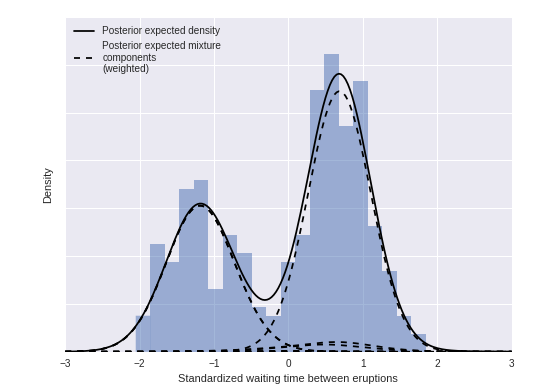 Posterior expected density
Posterior expected mixture
components
(weighted)
Density
−3 −2 −1 0 1 2 3
Standardized waiting time between eruptions